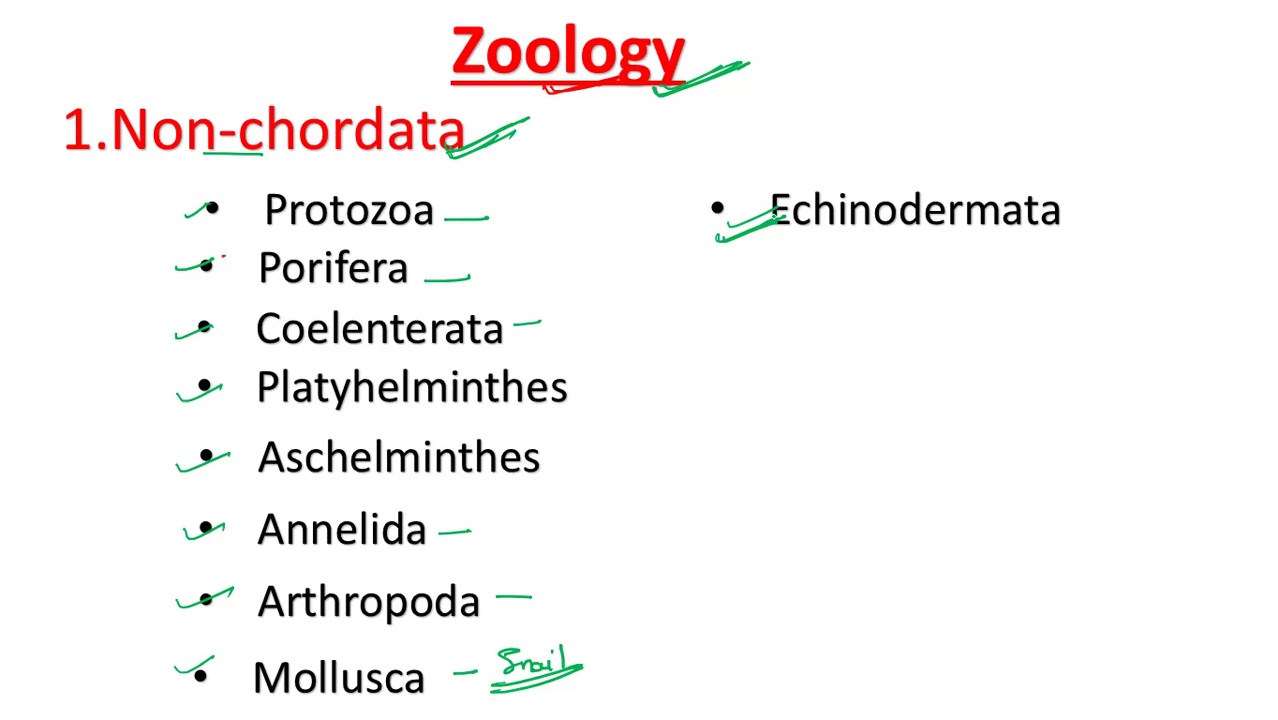 Zoology
1.Non-chordata
• Protozoa
• Porifera
• Coelenterata
• Platyhelminthes
• Aschelminthes
• Annelida
• Arthropoda
• Mollusca - Snail
• Echinodermata